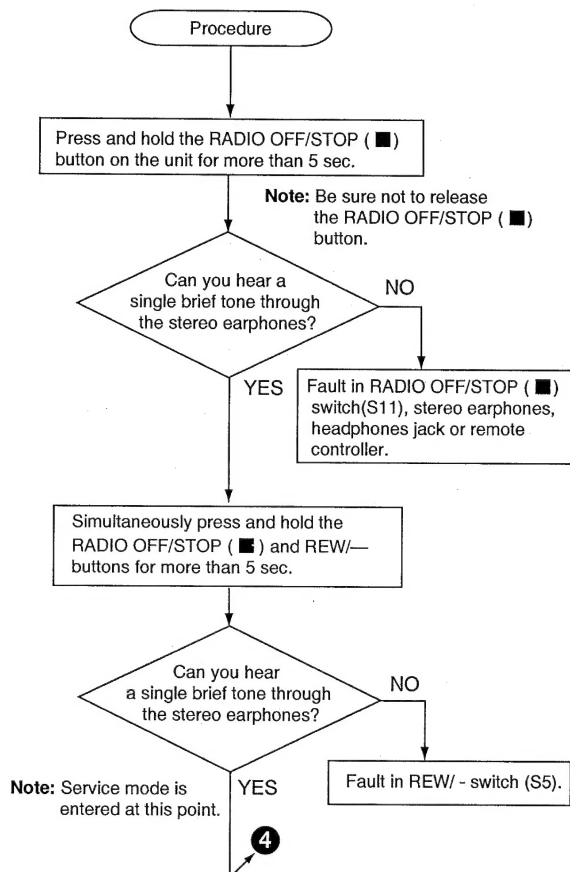 Procedure
Press and hold the RADIO OFF/STOP ( ■ )
button on the unit for more than 5 sec.
Note: Be sure not to release
the RADIO OFF/STOP ( ■ )
button.
Can you hear a
single brief tone through
the stereo earphones?
NO
YES
Fault in RADIO OFF/STOP ( ■ )
switch(S11), stereo earphones,
headphones jack or remote
controller.
Simultaneously press and hold the
RADIO OFF/STOP ( ■ ) and REW/—
buttons for more than 5 sec.
Can you hear
a single brief tone through
the stereo earphones?
NO
Fault in REW/ - switch (S5).
Note: Service mode is
entered at this point.
YES
4